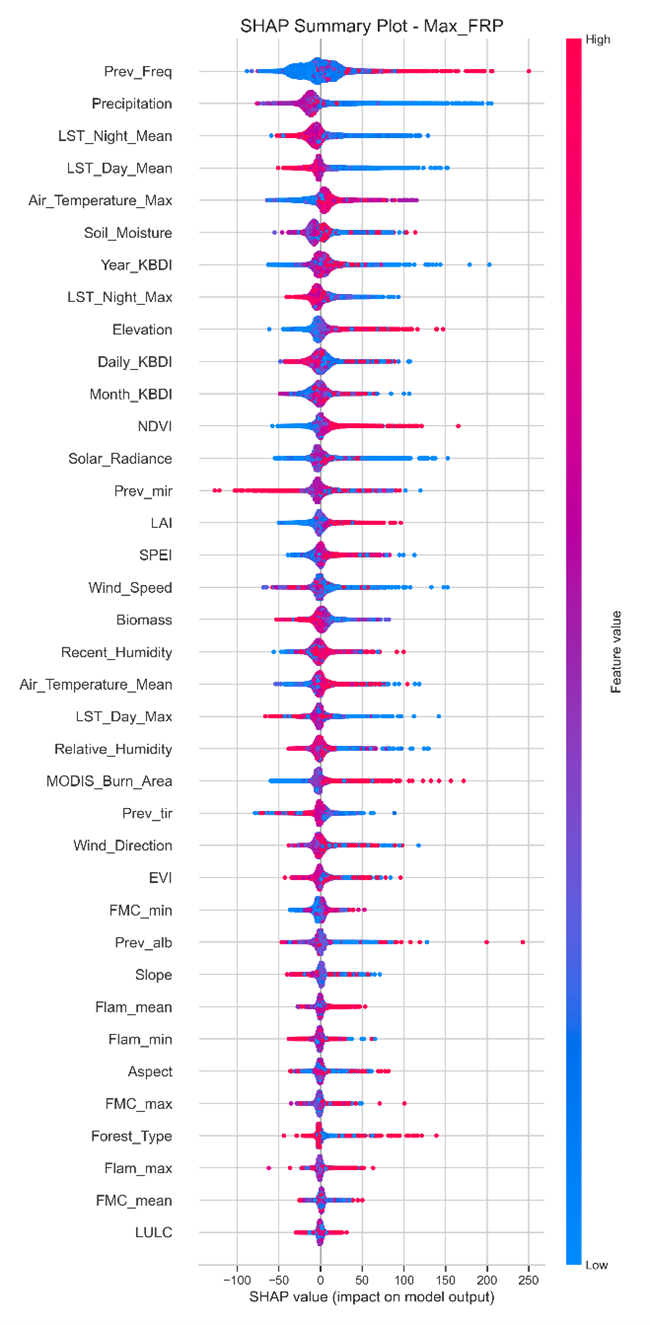 SHAP Summary Plot - Max_FRP
High
Prev_Freq
Precipitation
LST_Night_Mean
LST_Day_Mean
Air_Temperature_Max
Soil_Moisture
Year_KBDI
LST_Night_Max
Elevation
Daily_KBDI
Month_KBDI
NDVI
Solar_Radiance
Prev_mir
LAI
SPEI
Wind_Speed
Biomass
Recent_Humidity
Air_Temperature_Mean
LST_Day_Max
Relative_Humidity
MODIS_Burn_Area
Prev_tir
Wind_Direction
EVI
FMC_min
Prev_alb
Slope
Flam_mean
Flam_min
Aspect
FMC_max
Forest_Type
Flam_max
FMC_mean
LULC
Feature value
Low
−100 −50 0 50 100 150 200 250
SHAP value (impact on model output)